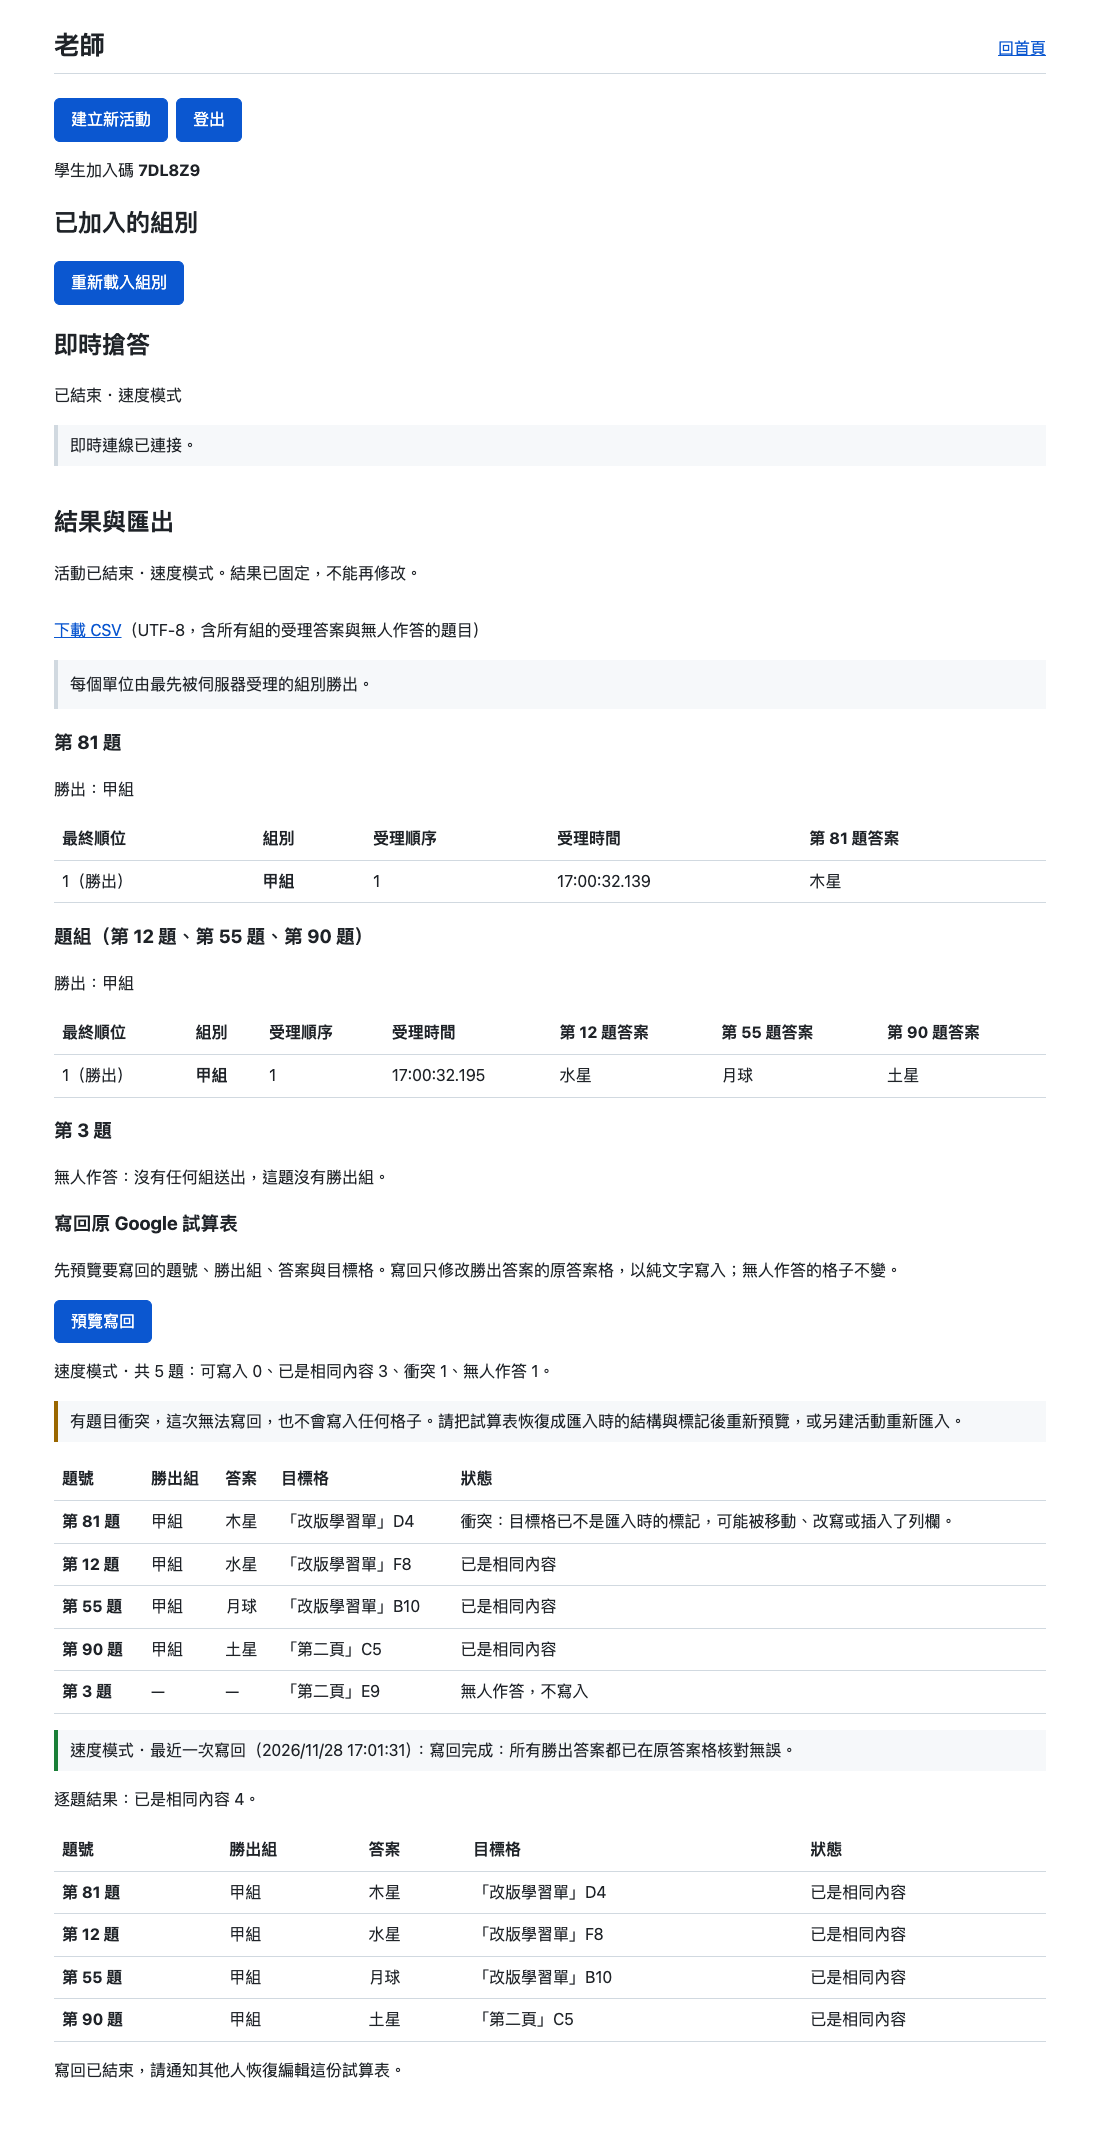 老師
回首頁
建立新活動 登出
學生加入碼 7DL8Z9
已加入的組別
重新載入組別
即時搶答
已結束・速度模式
即時連線已連接。
結果與匯出
活動已結束・速度模式。結果已固定，不能再修改。
下載 CSV（UTF-8，含所有組的受理答案與無人作答的題目）
每個單位由最先被伺服器受理的組別勝出。
第 81 題
勝出：甲組
最終順位 組別 受理順序 受理時間 第 81 題答案
1（勝出） 甲組 1 17:00:32.139 木星
題組（第 12 題、第 55 題、第 90 題）
勝出：甲組
最終順位 組別 受理順序 受理時間 第 12 題答案 第 55 題答案 第 90 題答案
1（勝出） 甲組 1 17:00:32.195 水星 月球 土星
第 3 題
無人作答：沒有任何組送出，這題沒有勝出組。
寫回原 Google 試算表
先預覽要寫回的題號、勝出組、答案與目標格。寫回只修改勝出答案的原答案格，以純文字寫入；無人作答的格子不變。
預覽寫回
速度模式・共 5 題：可寫入 0、已是相同內容 3、衝突 1、無人作答 1。
有題目衝突，這次無法寫回，也不會寫入任何格子。請把試算表恢復成匯入時的結構與標記後重新預覽，或另建活動重新匯入。
題號 勝出組 答案 目標格 狀態
第 81 題 甲組 木星 「改版學習單」D4 衝突：目標格已不是匯入時的標記，可能被移動、改寫或插入了列欄。
第 12 題 甲組 水星 「改版學習單」F8 已是相同內容
第 55 題 甲組 月球 「改版學習單」B10 已是相同內容
第 90 題 甲組 土星 「第二頁」C5 已是相同內容
第 3 題 — — 「第二頁」E9 無人作答，不寫入
速度模式・最近一次寫回（2026/11/28 17:01:31）：寫回完成：所有勝出答案都已在原答案格核對無誤。
逐題結果：已是相同內容 4。
題號 勝出組 答案 目標格 狀態
第 81 題 甲組 木星 「改版學習單」D4 已是相同內容
第 12 題 甲組 水星 「改版學習單」F8 已是相同內容
第 55 題 甲組 月球 「改版學習單」B10 已是相同內容
第 90 題 甲組 土星 「第二頁」C5 已是相同內容
寫回已結束，請通知其他人恢復編輯這份試算表。